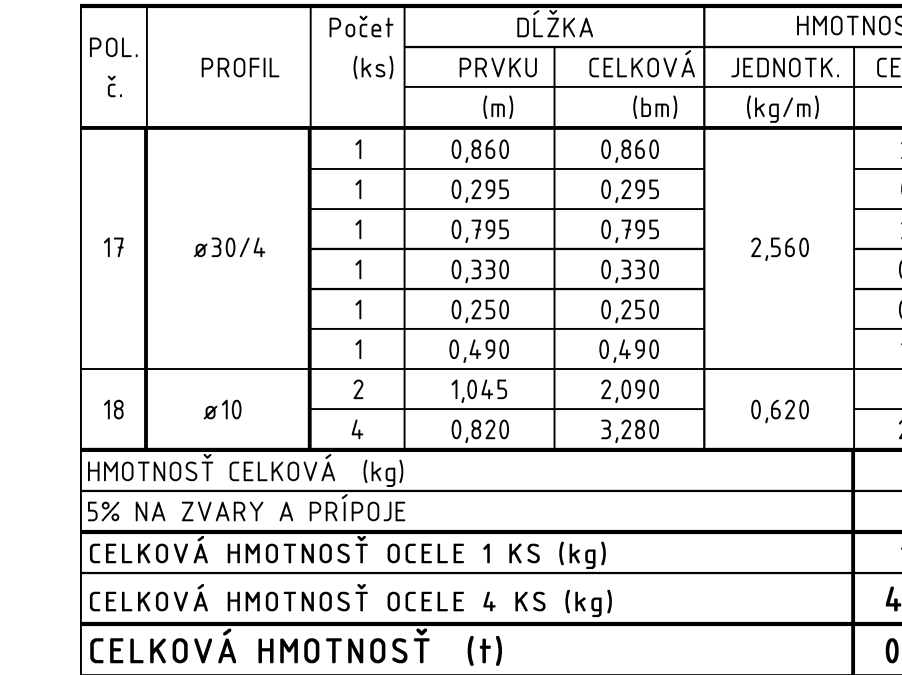 POL. č. PROFIL Počet (ks) DĹŽKA
PRVKU CELKOVÁ JEDNOTK.
(m) (bm) (kg/m)
1 0,860 0,860
1 0,295 0,295
1 0,795 0,795
17 ø30/4 2,560
1 0,330 0,330
1 0,250 0,250
1 0,490 0,490
2 1,045 2,090
18 ø10 0,620
4 0,820 3,280
HMOTNOSŤ CELKOVÁ (kg)
5% NA ZVARY A PRÍPOJE
CELKOVÁ HMOTNOSŤ OCELE 1 KS (kg)
CELKOVÁ HMOTNOSŤ OCELE 4 KS (kg)
CELKOVÁ HMOTNOSŤ (t)